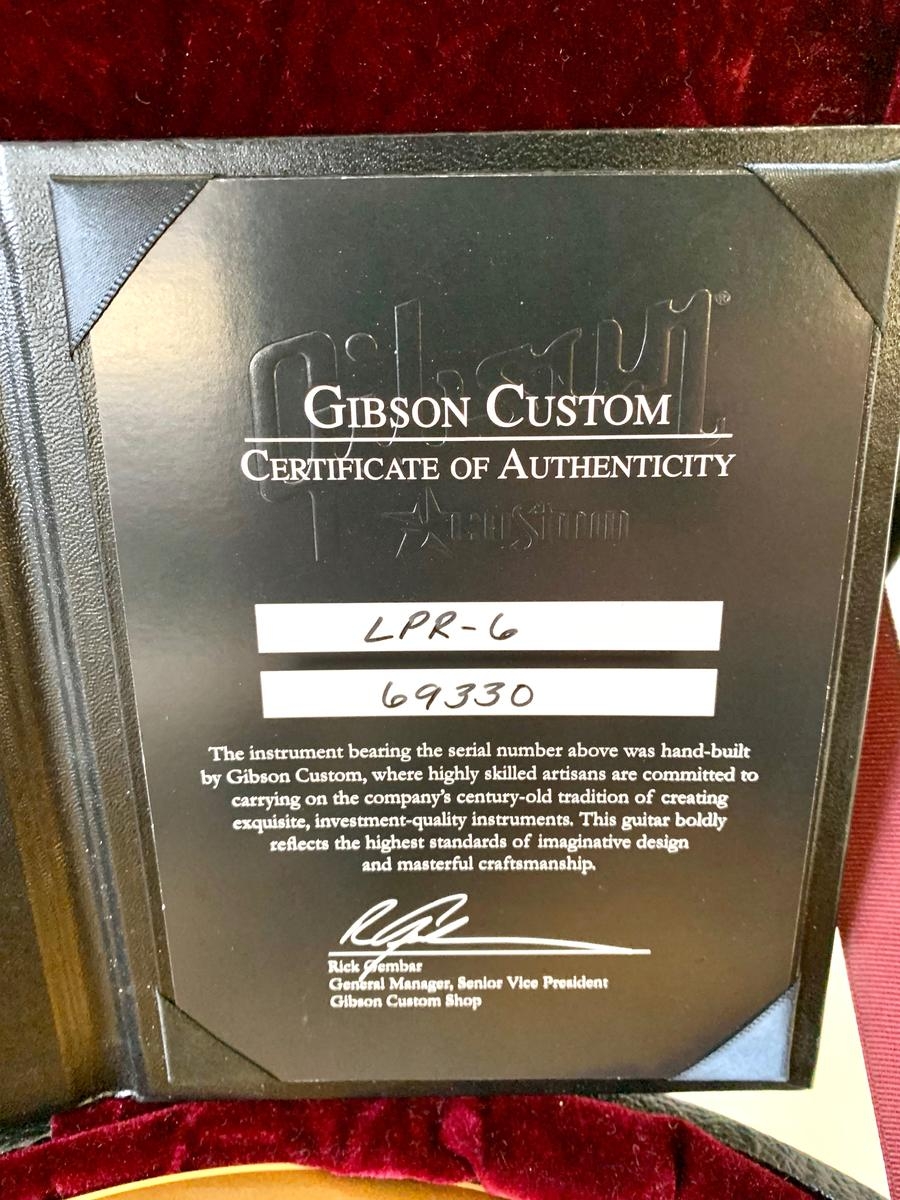 Gibson®
GIBSON CUSTOM
CERTIFICATE OF AUTHENTICITY
LPR-6
69330
The instrument bearing the serial number above was hand-built
by Gibson Custom, where highly skilled artisans are committed to
carrying on the company's century-old tradition of creating
exquisite, investment-quality instruments. This guitar boldly
reflects the highest standards of imaginative design
and masterful craftsmanship.
Rick Gembar
General Manager, Senior Vice President
Gibson Custom Shop